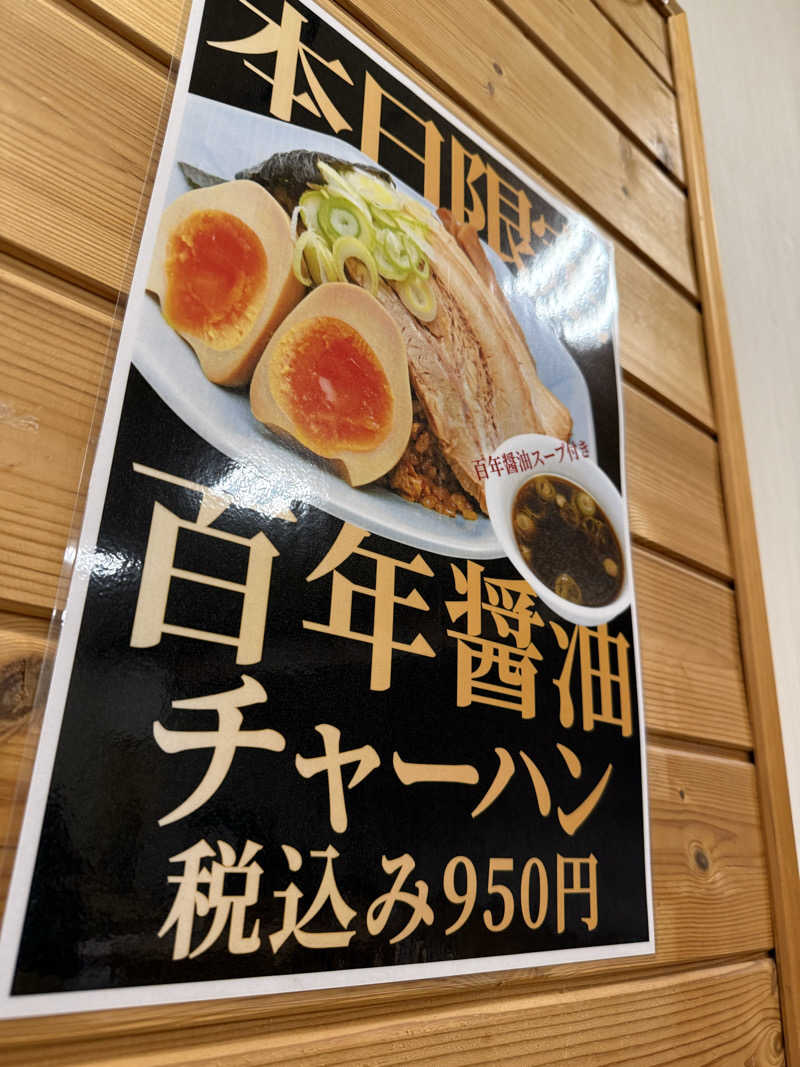 本日限定
百年醤油スープ付き
百年醤油
チャーハン
税込み950円